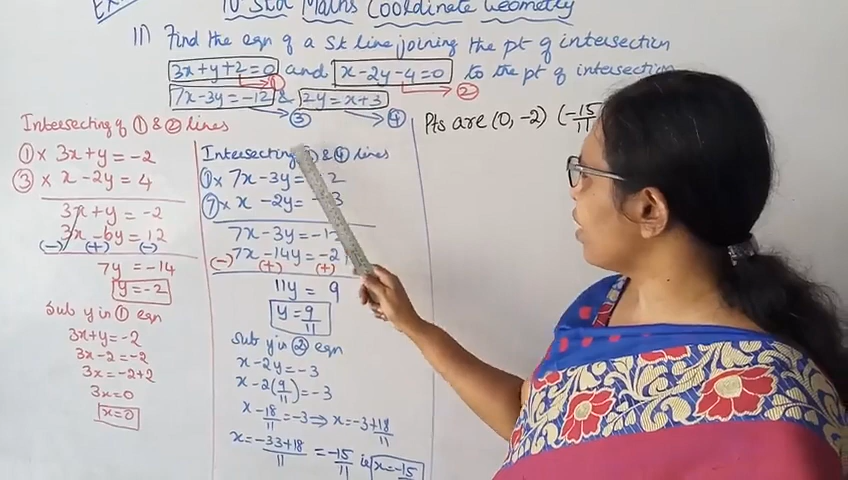 10 Std Maths Coordinate Geometry
11) Find the eqn of a St line joining the pt of intersection
3x+y+2=0 and x-2y-4=0 to the pt of intersection
① ②
7x-3y=-12 & 2y=x+3
③ ④
Pts are (0, -2) (-15/11
Intersecting of ① & ② lines
①× 3x+y=-2
③× x-2y=4
3x+y=-2
3x-6y=12
(-) (+) (-)
7y=-14
y=-2
Sub y in ① eqn
3x+y=-2
3x-2=-2
3x=-2+2
3x=0
x=0
Intersecting & ④ lines
①× 7x-3y= 2
⑦× x-2y=-3
7x-3y=-1
7x-14y=-21
(-) (+) (+)
11y=9
y=9/11
Sub y in ② eqn
x-2y=-3
x-2(9/11)=-3
x-18/11=-3⇒x=-3+18/11
x=-33+18/11=-15/11 ie x=-15